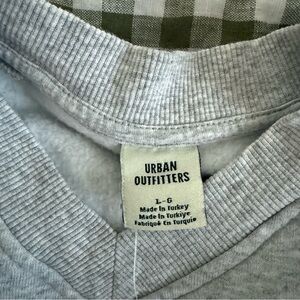 URBAN
OUTFITTERS
L-G
Made In Turkey
Made In Türkiye
Fabriqué En Turquie